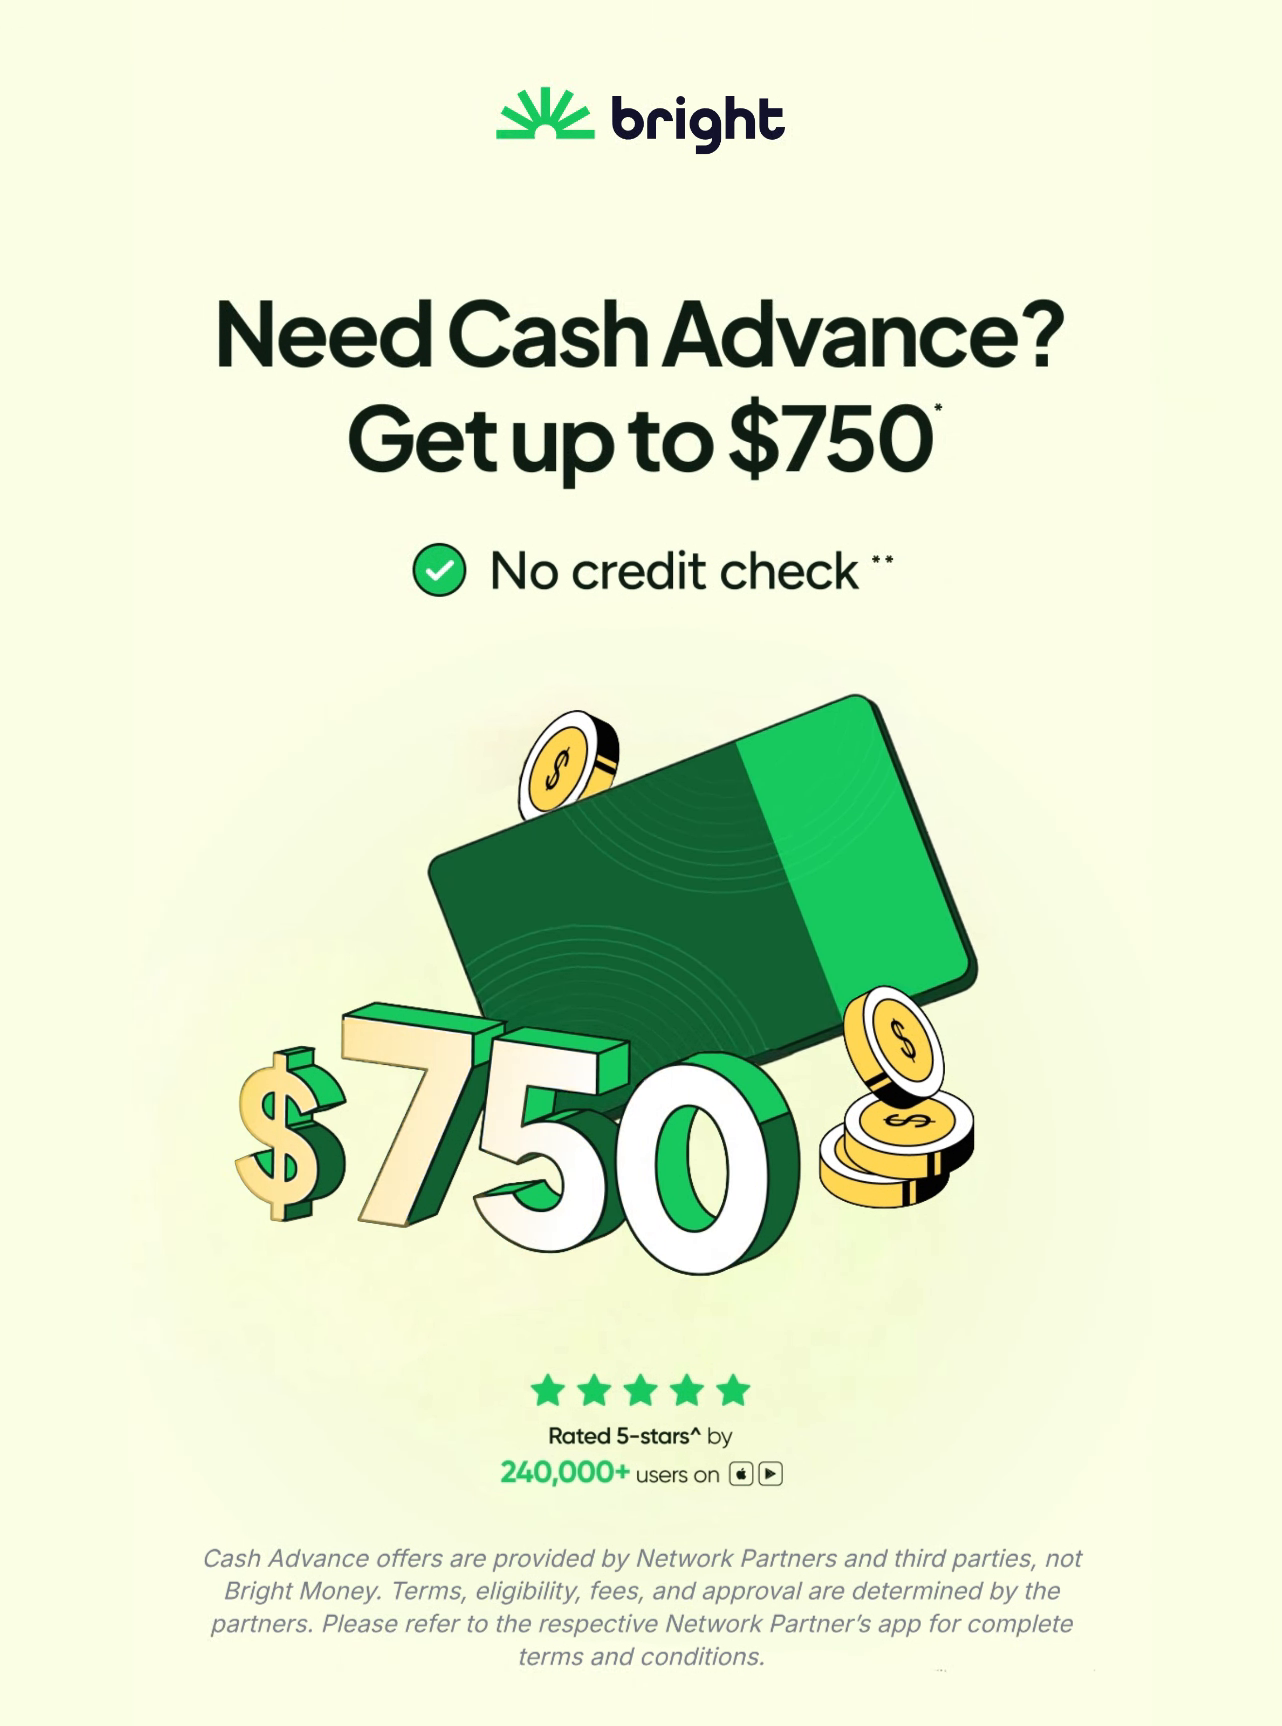 bright
Need Cash Advance?
Get up to $750*
No credit check **
$750
Rated 5-stars^ by
240,000+ users on
Cash Advance offers are provided by Network Partners and third parties, not
Bright Money. Terms, eligibility, fees, and approval are determined by the
partners. Please refer to the respective Network Partner’s app for complete
terms and conditions.